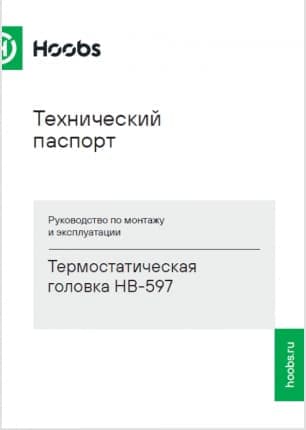 Hoobs
Технический
паспорт
Руководство по монтажу
и эксплуатации
Термостатическая
головка HB-597
hoobs.ru